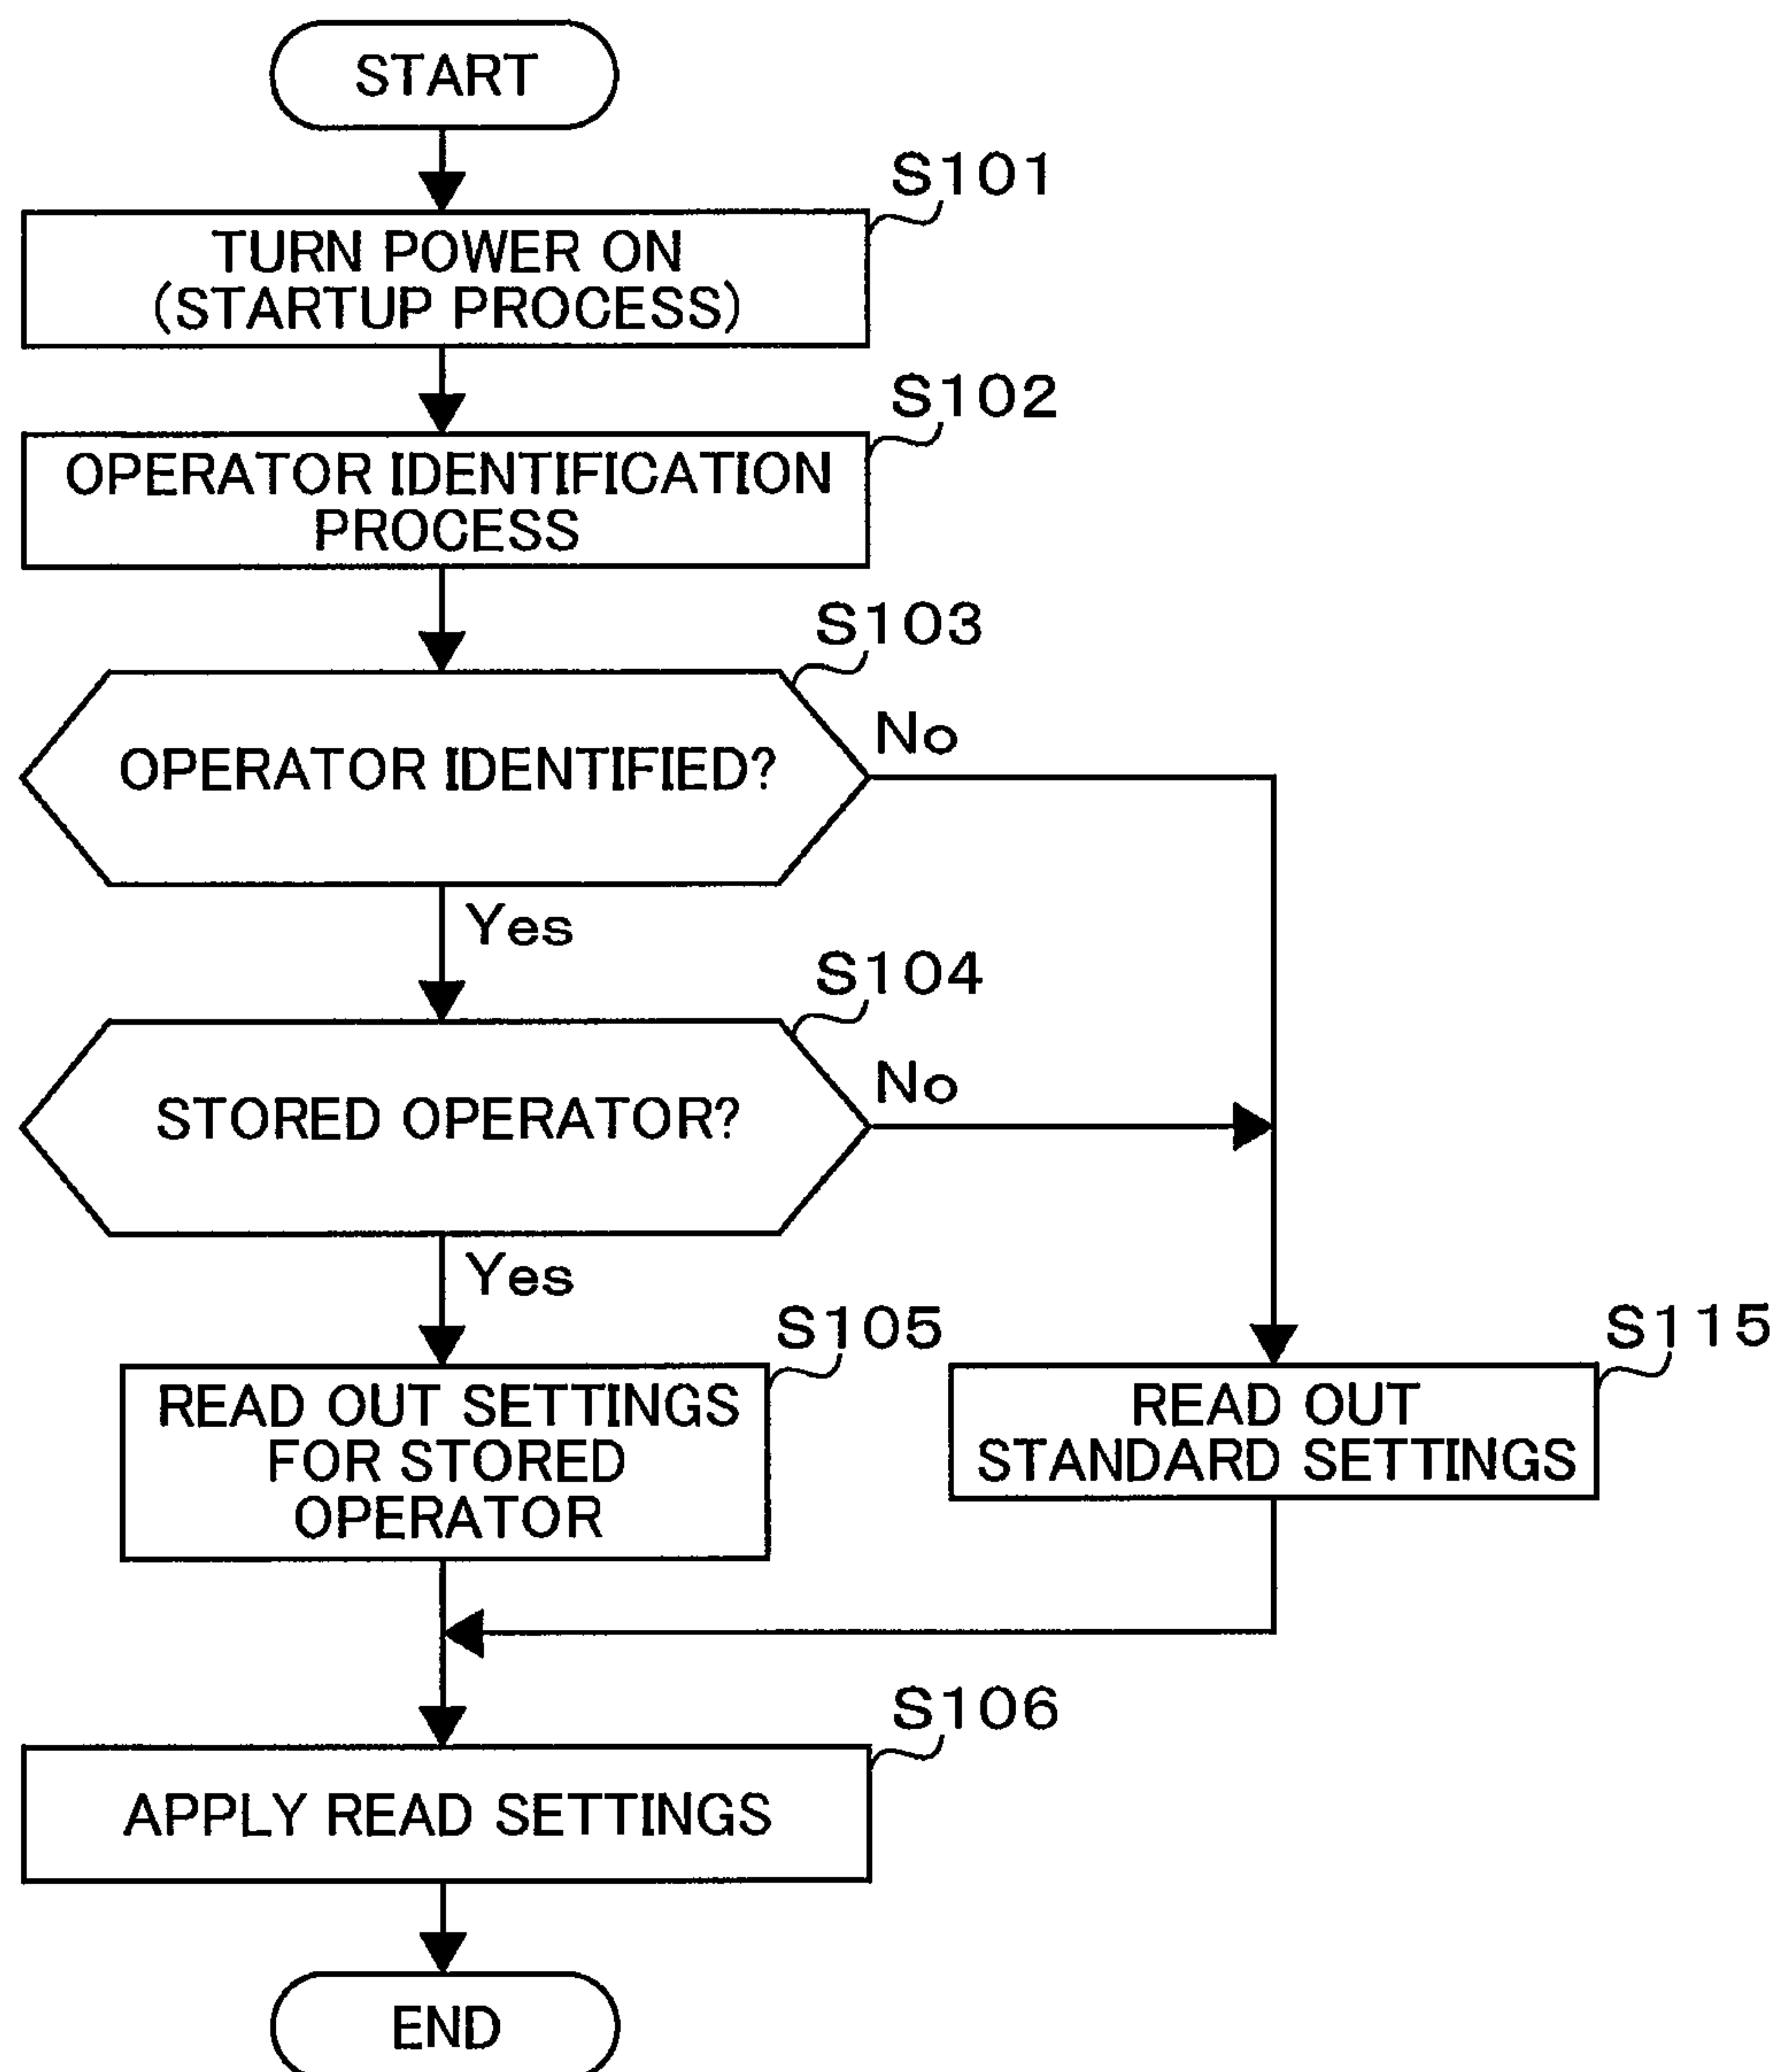 START
S101
TURN POWER ON
(STARTUP PROCESS)
S102
OPERATOR IDENTIFICATION
PROCESS
S103
OPERATOR IDENTIFIED?
No
Yes
S104
STORED OPERATOR?
No
Yes
S105
READ OUT SETTINGS
FOR STORED
OPERATOR
S115
READ OUT
STANDARD SETTINGS
S106
APPLY READ SETTINGS
END